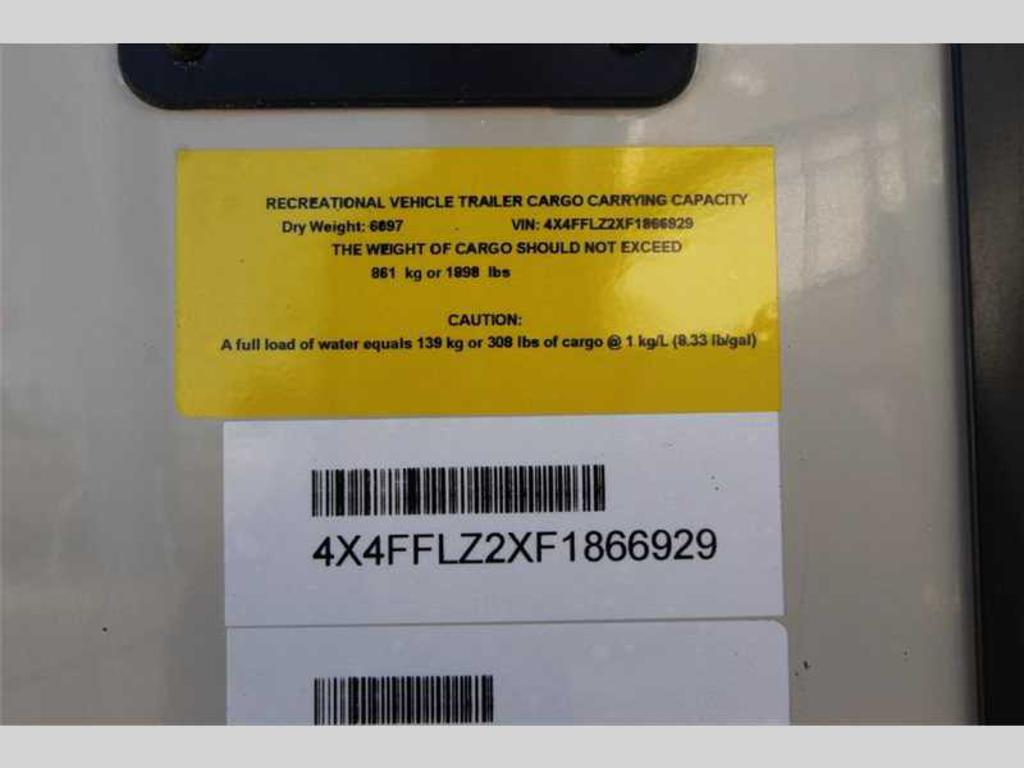 RECREATIONAL VEHICLE TRAILER CARGO CARRYING CAPACITY
Dry Weight: 6097 VIN: 4X4FFLZ2XF1866929
THE WEIGHT OF CARGO SHOULD NOT EXCEED
861 kg or 1898 lbs
CAUTION:
A full load of water equals 139 kg or 308 lbs of cargo @ 1 kg/L (8.33 lb/gal)
4X4FFLZ2XF1866929